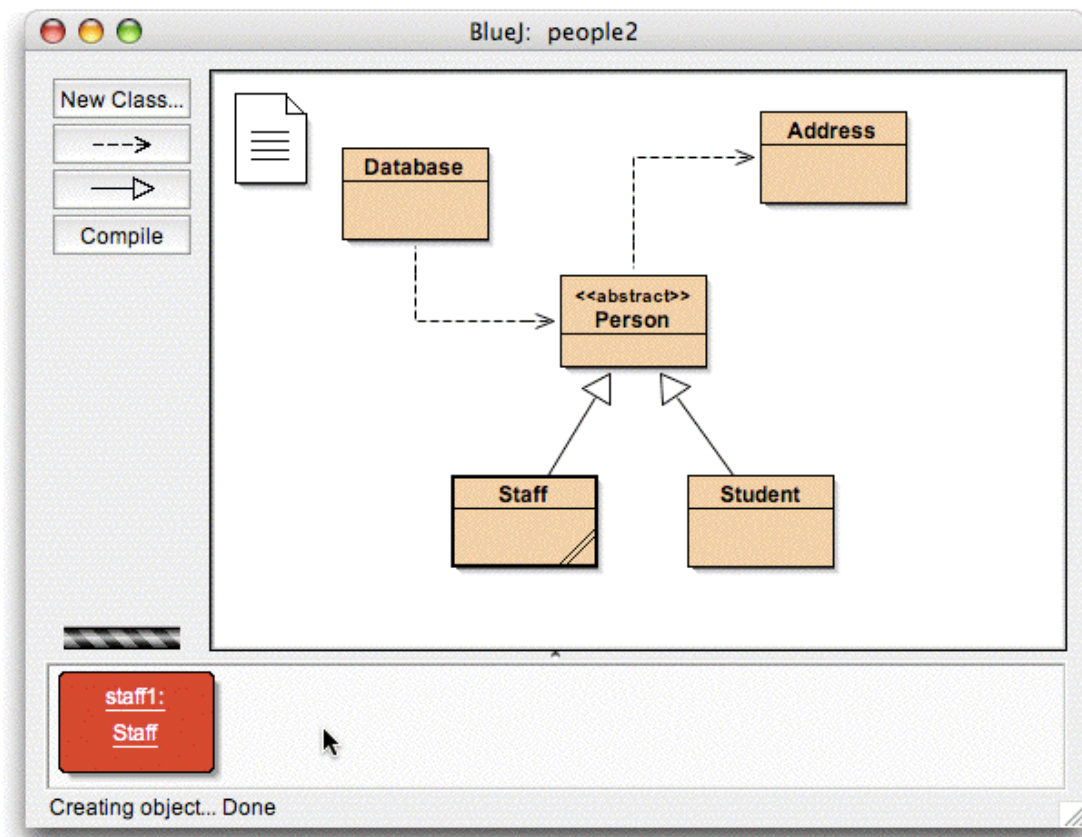 BlueJ: people2
New Class...
Compile
Database
Address
<<abstract>>
Person
Staff
Student
staff1:
Staff
Creating object... Done